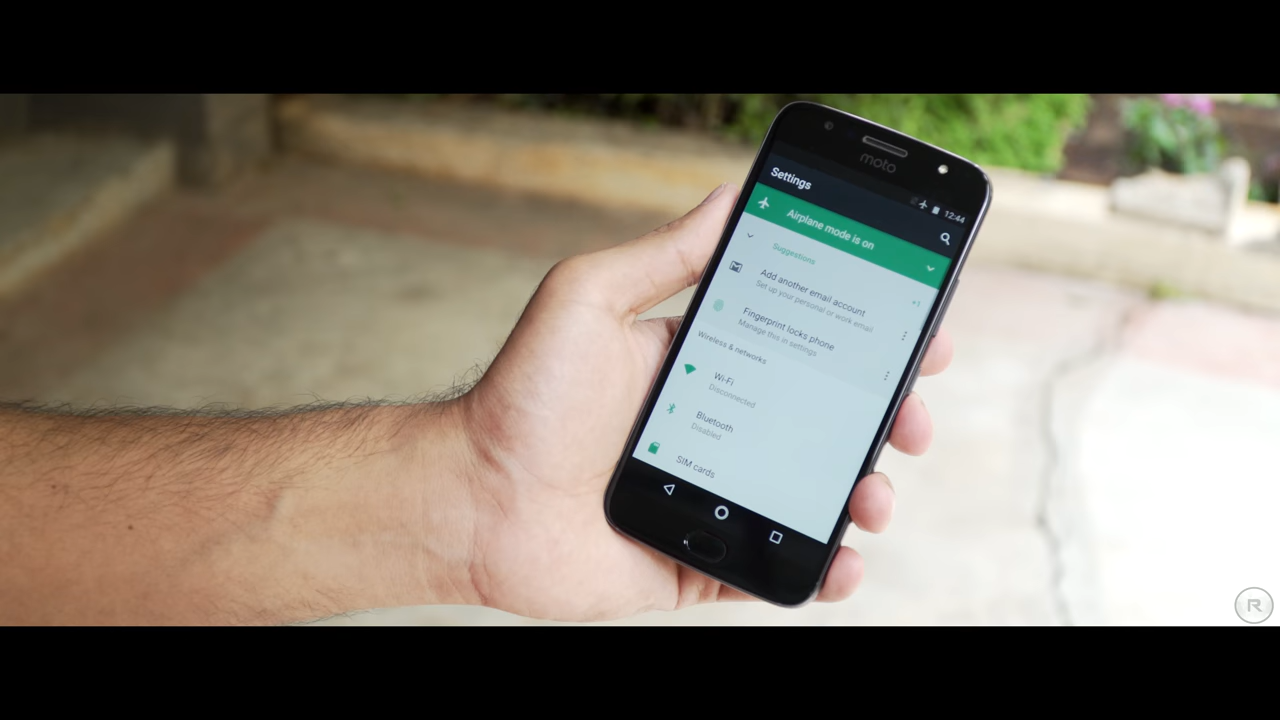 moto
12:44
Settings
Airplane mode is on
Suggestions
Add another email account
+1
Set up your personal or work email
Fingerprint locks phone
Manage this in settings
Wireless & networks
Wi-Fi
Disconnected
Bluetooth
Disabled
SIM cards
R